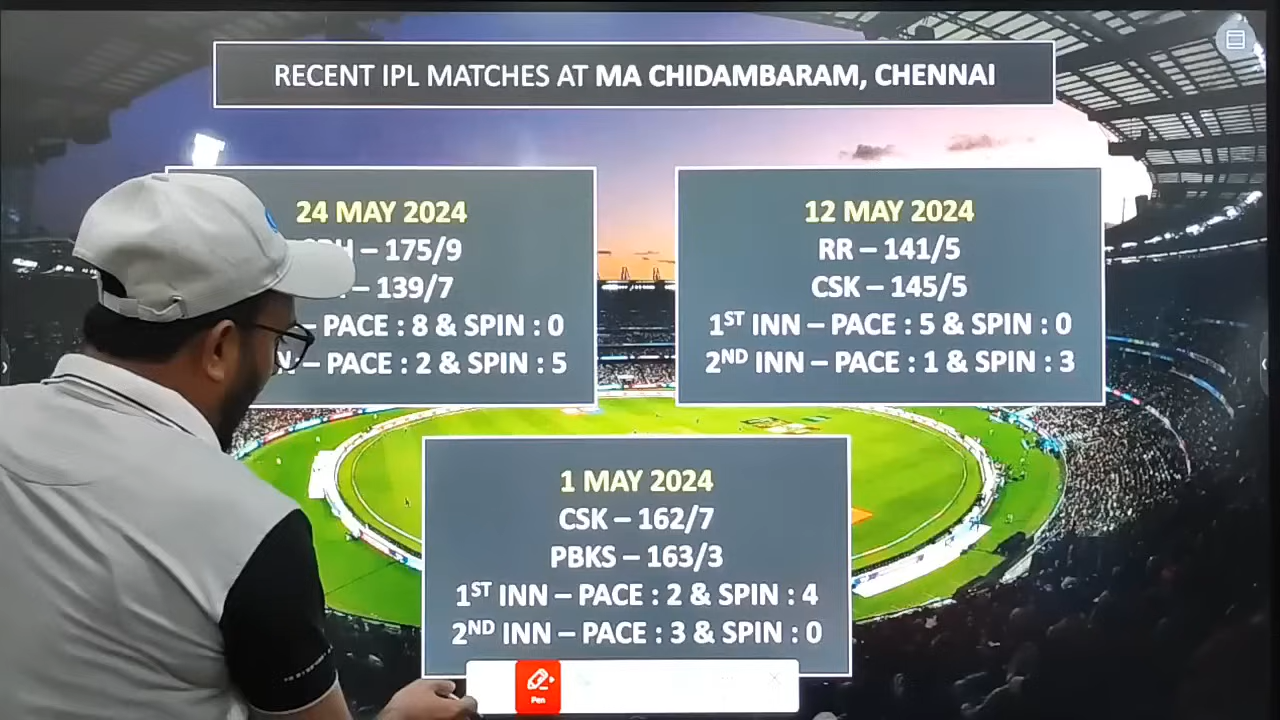 RECENT IPL MATCHES AT MA CHIDAMBARAM, CHENNAI
24 MAY 2024
– 175/9
– 139/7
– PACE : 8 & SPIN : 0
– PACE : 2 & SPIN : 5
12 MAY 2024
RR – 141/5
CSK – 145/5
1ST INN – PACE : 5 & SPIN : 0
2ND INN – PACE : 1 & SPIN : 3
1 MAY 2024
CSK – 162/7
PBKS – 163/3
1ST INN – PACE : 2 & SPIN : 4
2ND INN – PACE : 3 & SPIN : 0
Pen